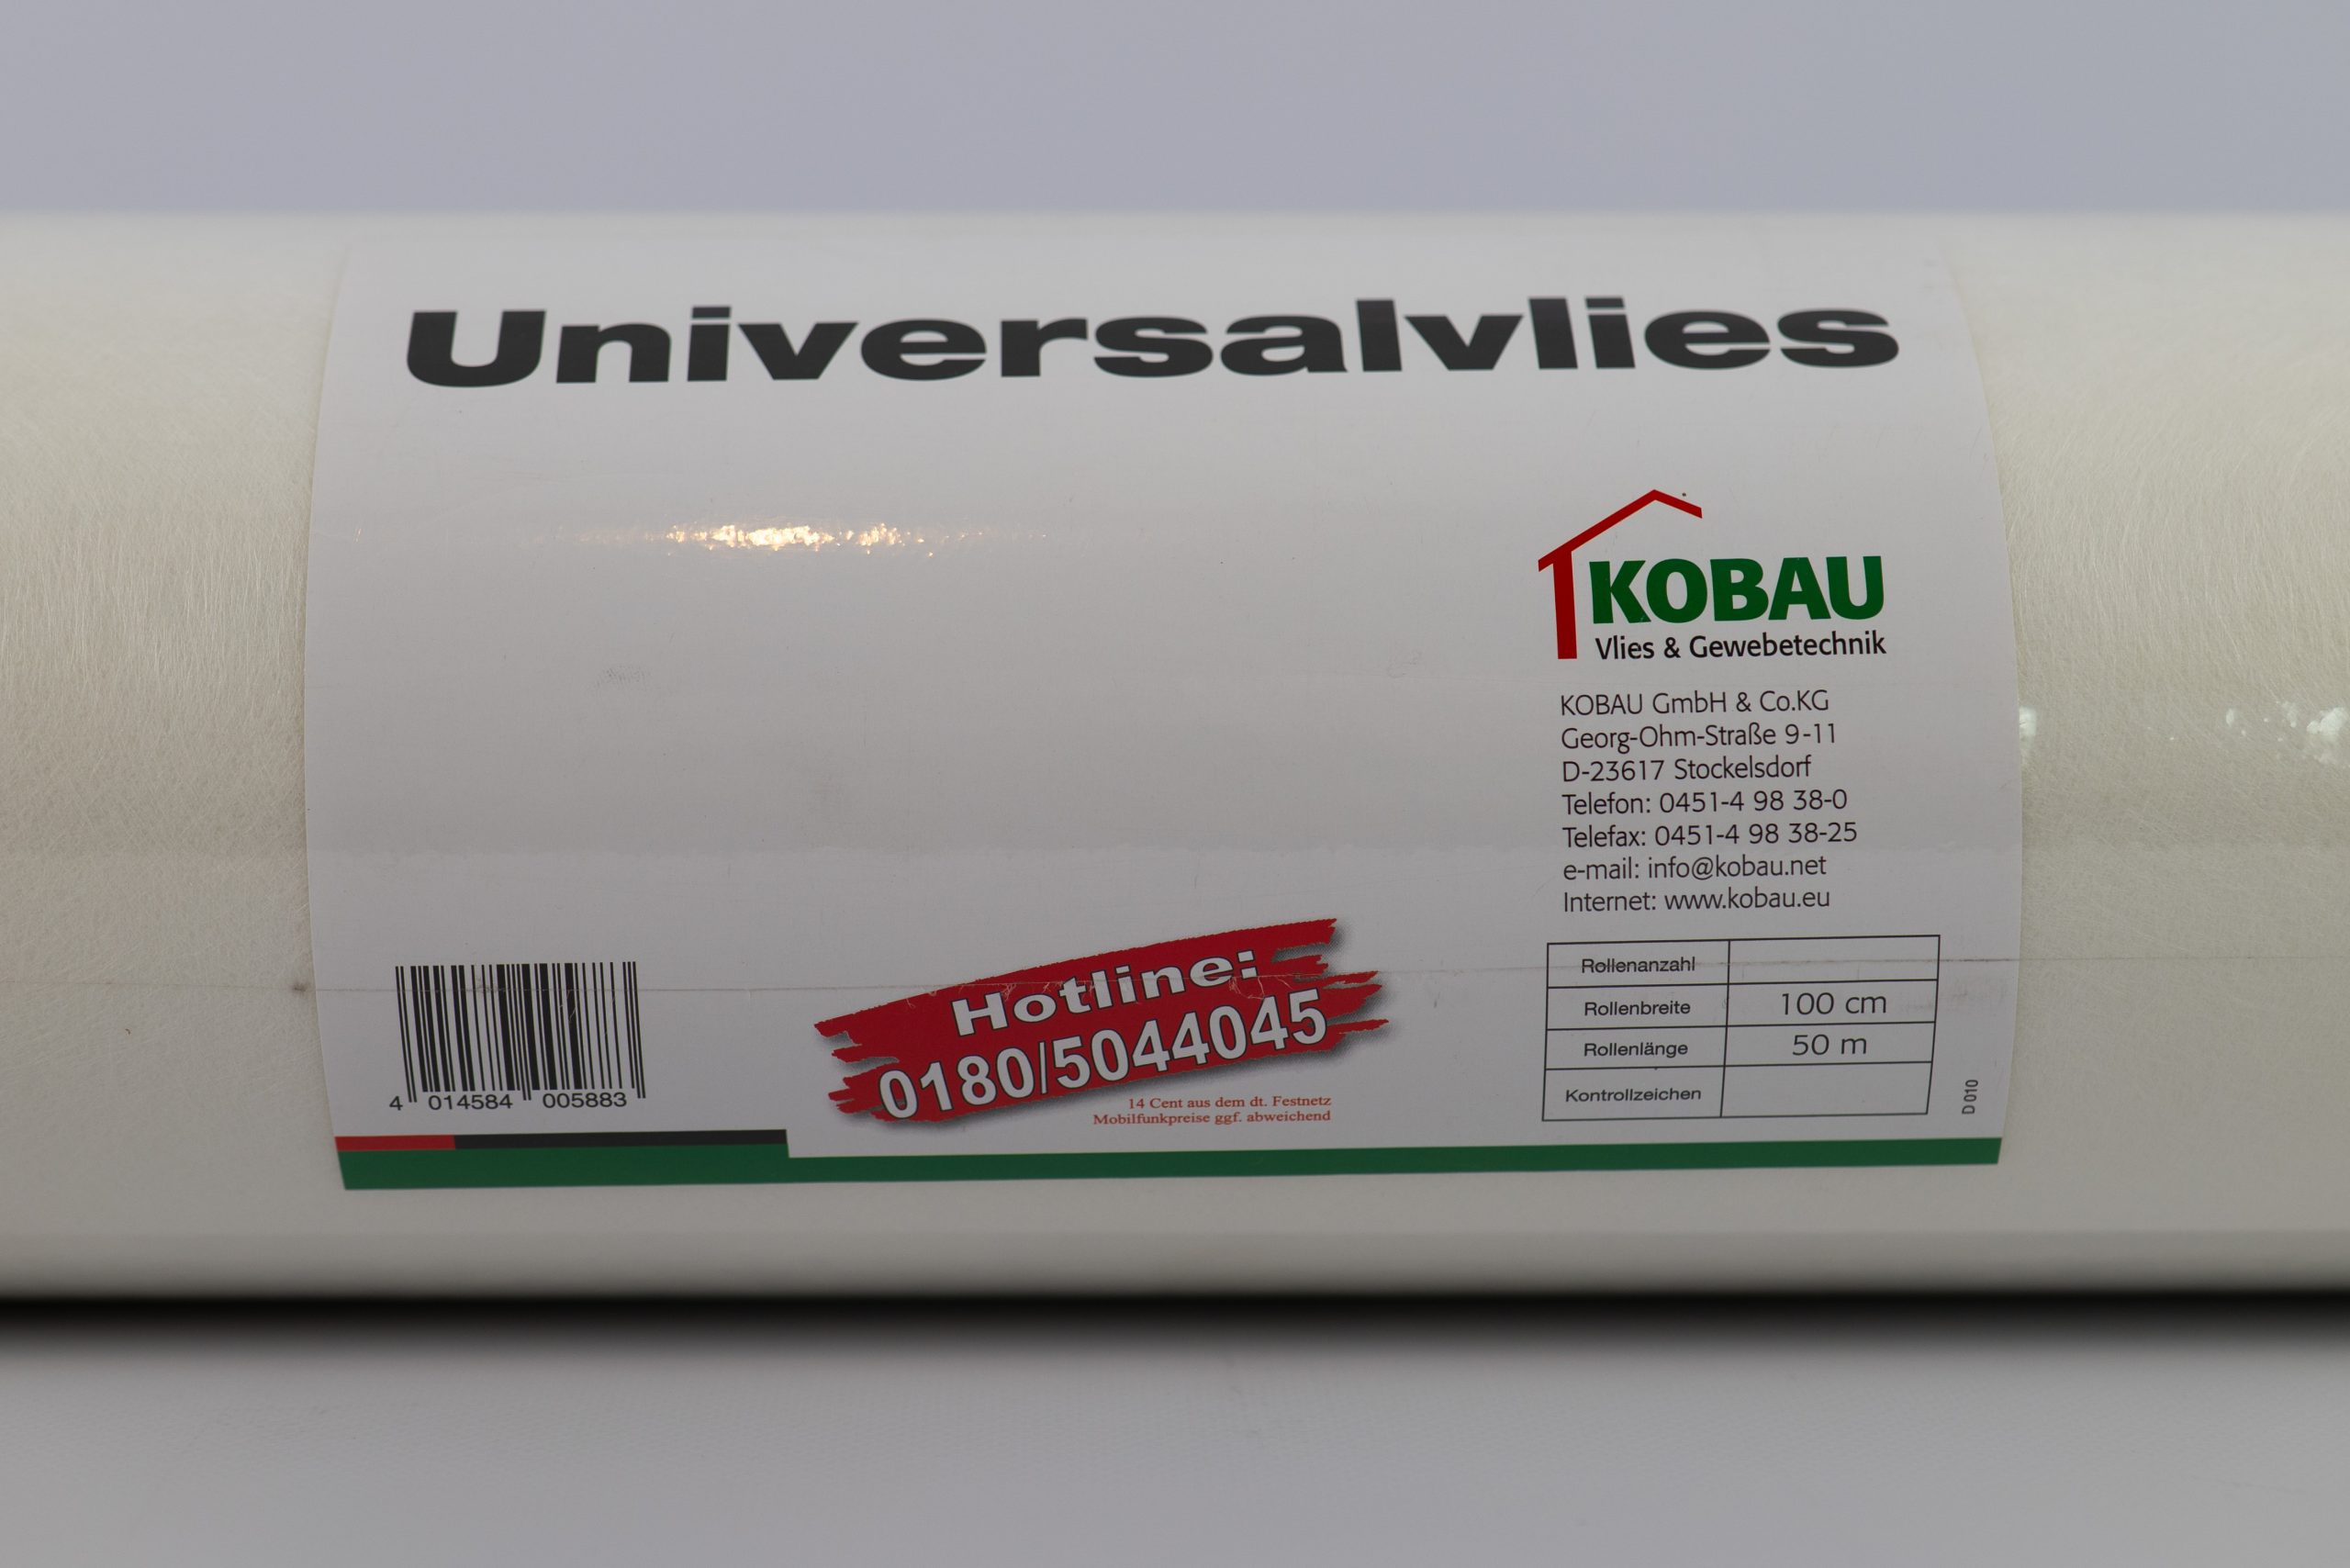 Universalvlies
KOBAU
Vlies & Gewebetechnik
KOBAU GmbH & Co.KG
Georg-Ohm-Straße 9-11
D-23617 Stockelsdorf
Telefon: 0451-4 98 38-0
Telefax: 0451-4 98 38-25
e-mail: info@kobau.net
Internet: www.kobau.eu
Rollenanzahl
Rollenbreite 100 cm
Rollenlänge 50 m
Kontrollzeichen
D 010
Hotline:
0180/5044045
14 Cent aus dem dt. Festnetz
Mobilfunkpreise ggf. abweichend
4 014584 005883